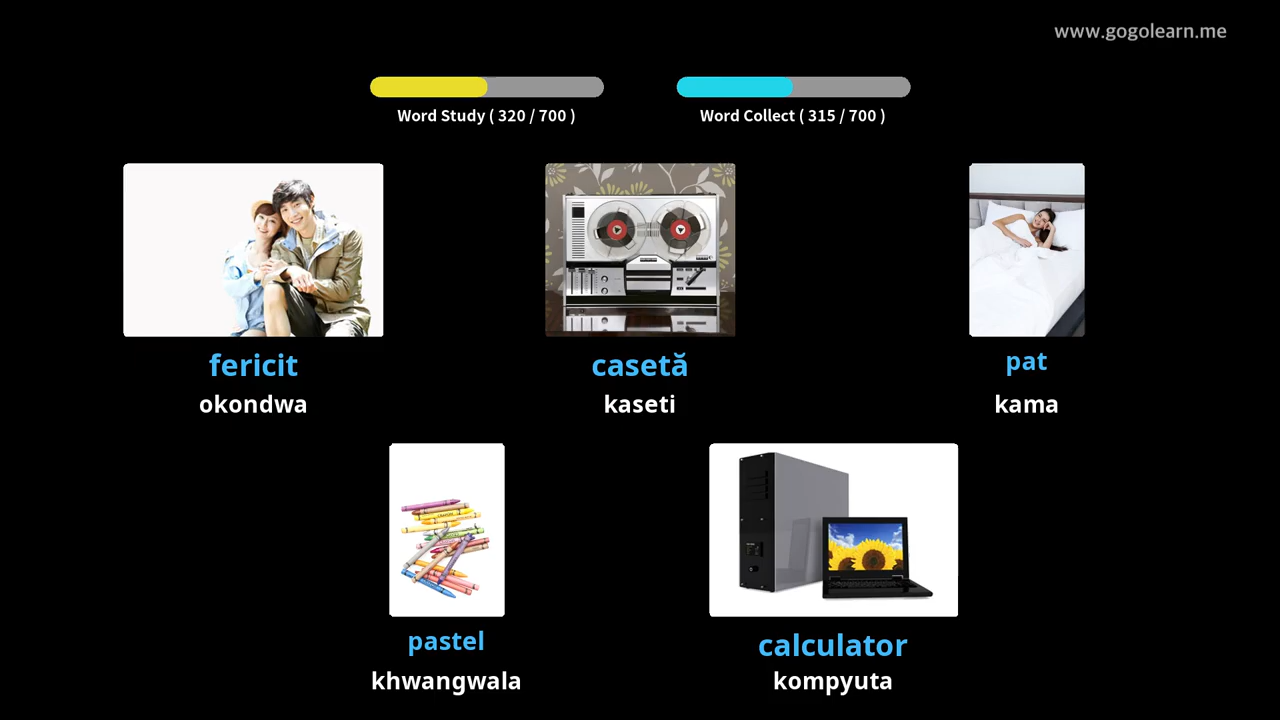 www.gogolearn.me
Word Study ( 320 / 700 )
Word Collect ( 315 / 700 )
fericit
okondwa
casetă
kaseti
pat
kama
pastel
khwangwala
calculator
kompyuta